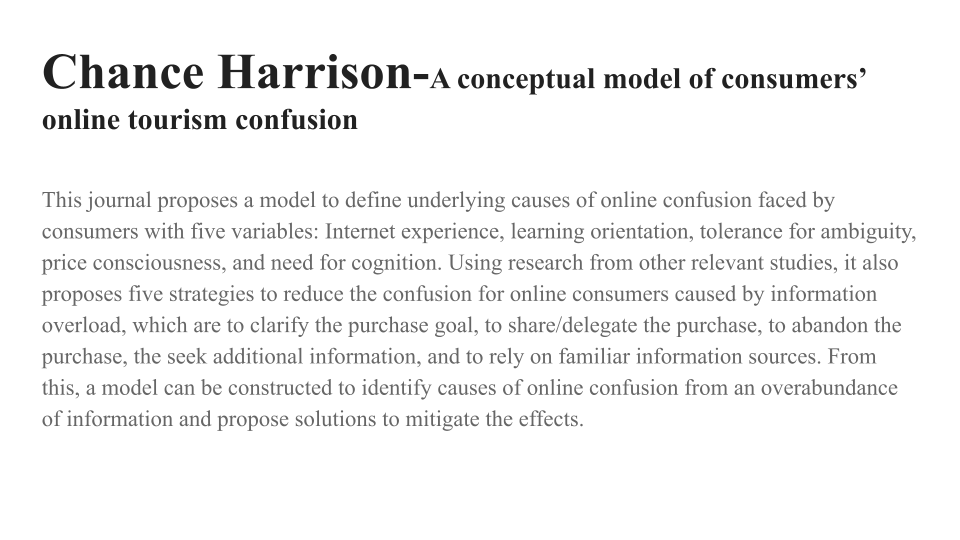 Chance Harrison-A conceptual model of consumers’
online tourism confusion
This journal proposes a model to define underlying causes of online confusion faced by
consumers with five variables: Internet experience, learning orientation, tolerance for ambiguity,
price consciousness, and need for cognition. Using research from other relevant studies, it also
proposes five strategies to reduce the confusion for online consumers caused by information
overload, which are to clarify the purchase goal, to share/delegate the purchase, to abandon the
purchase, the seek additional information, and to rely on familiar information sources. From
this, a model can be constructed to identify causes of online confusion from an overabundance
of information and propose solutions to mitigate the effects.